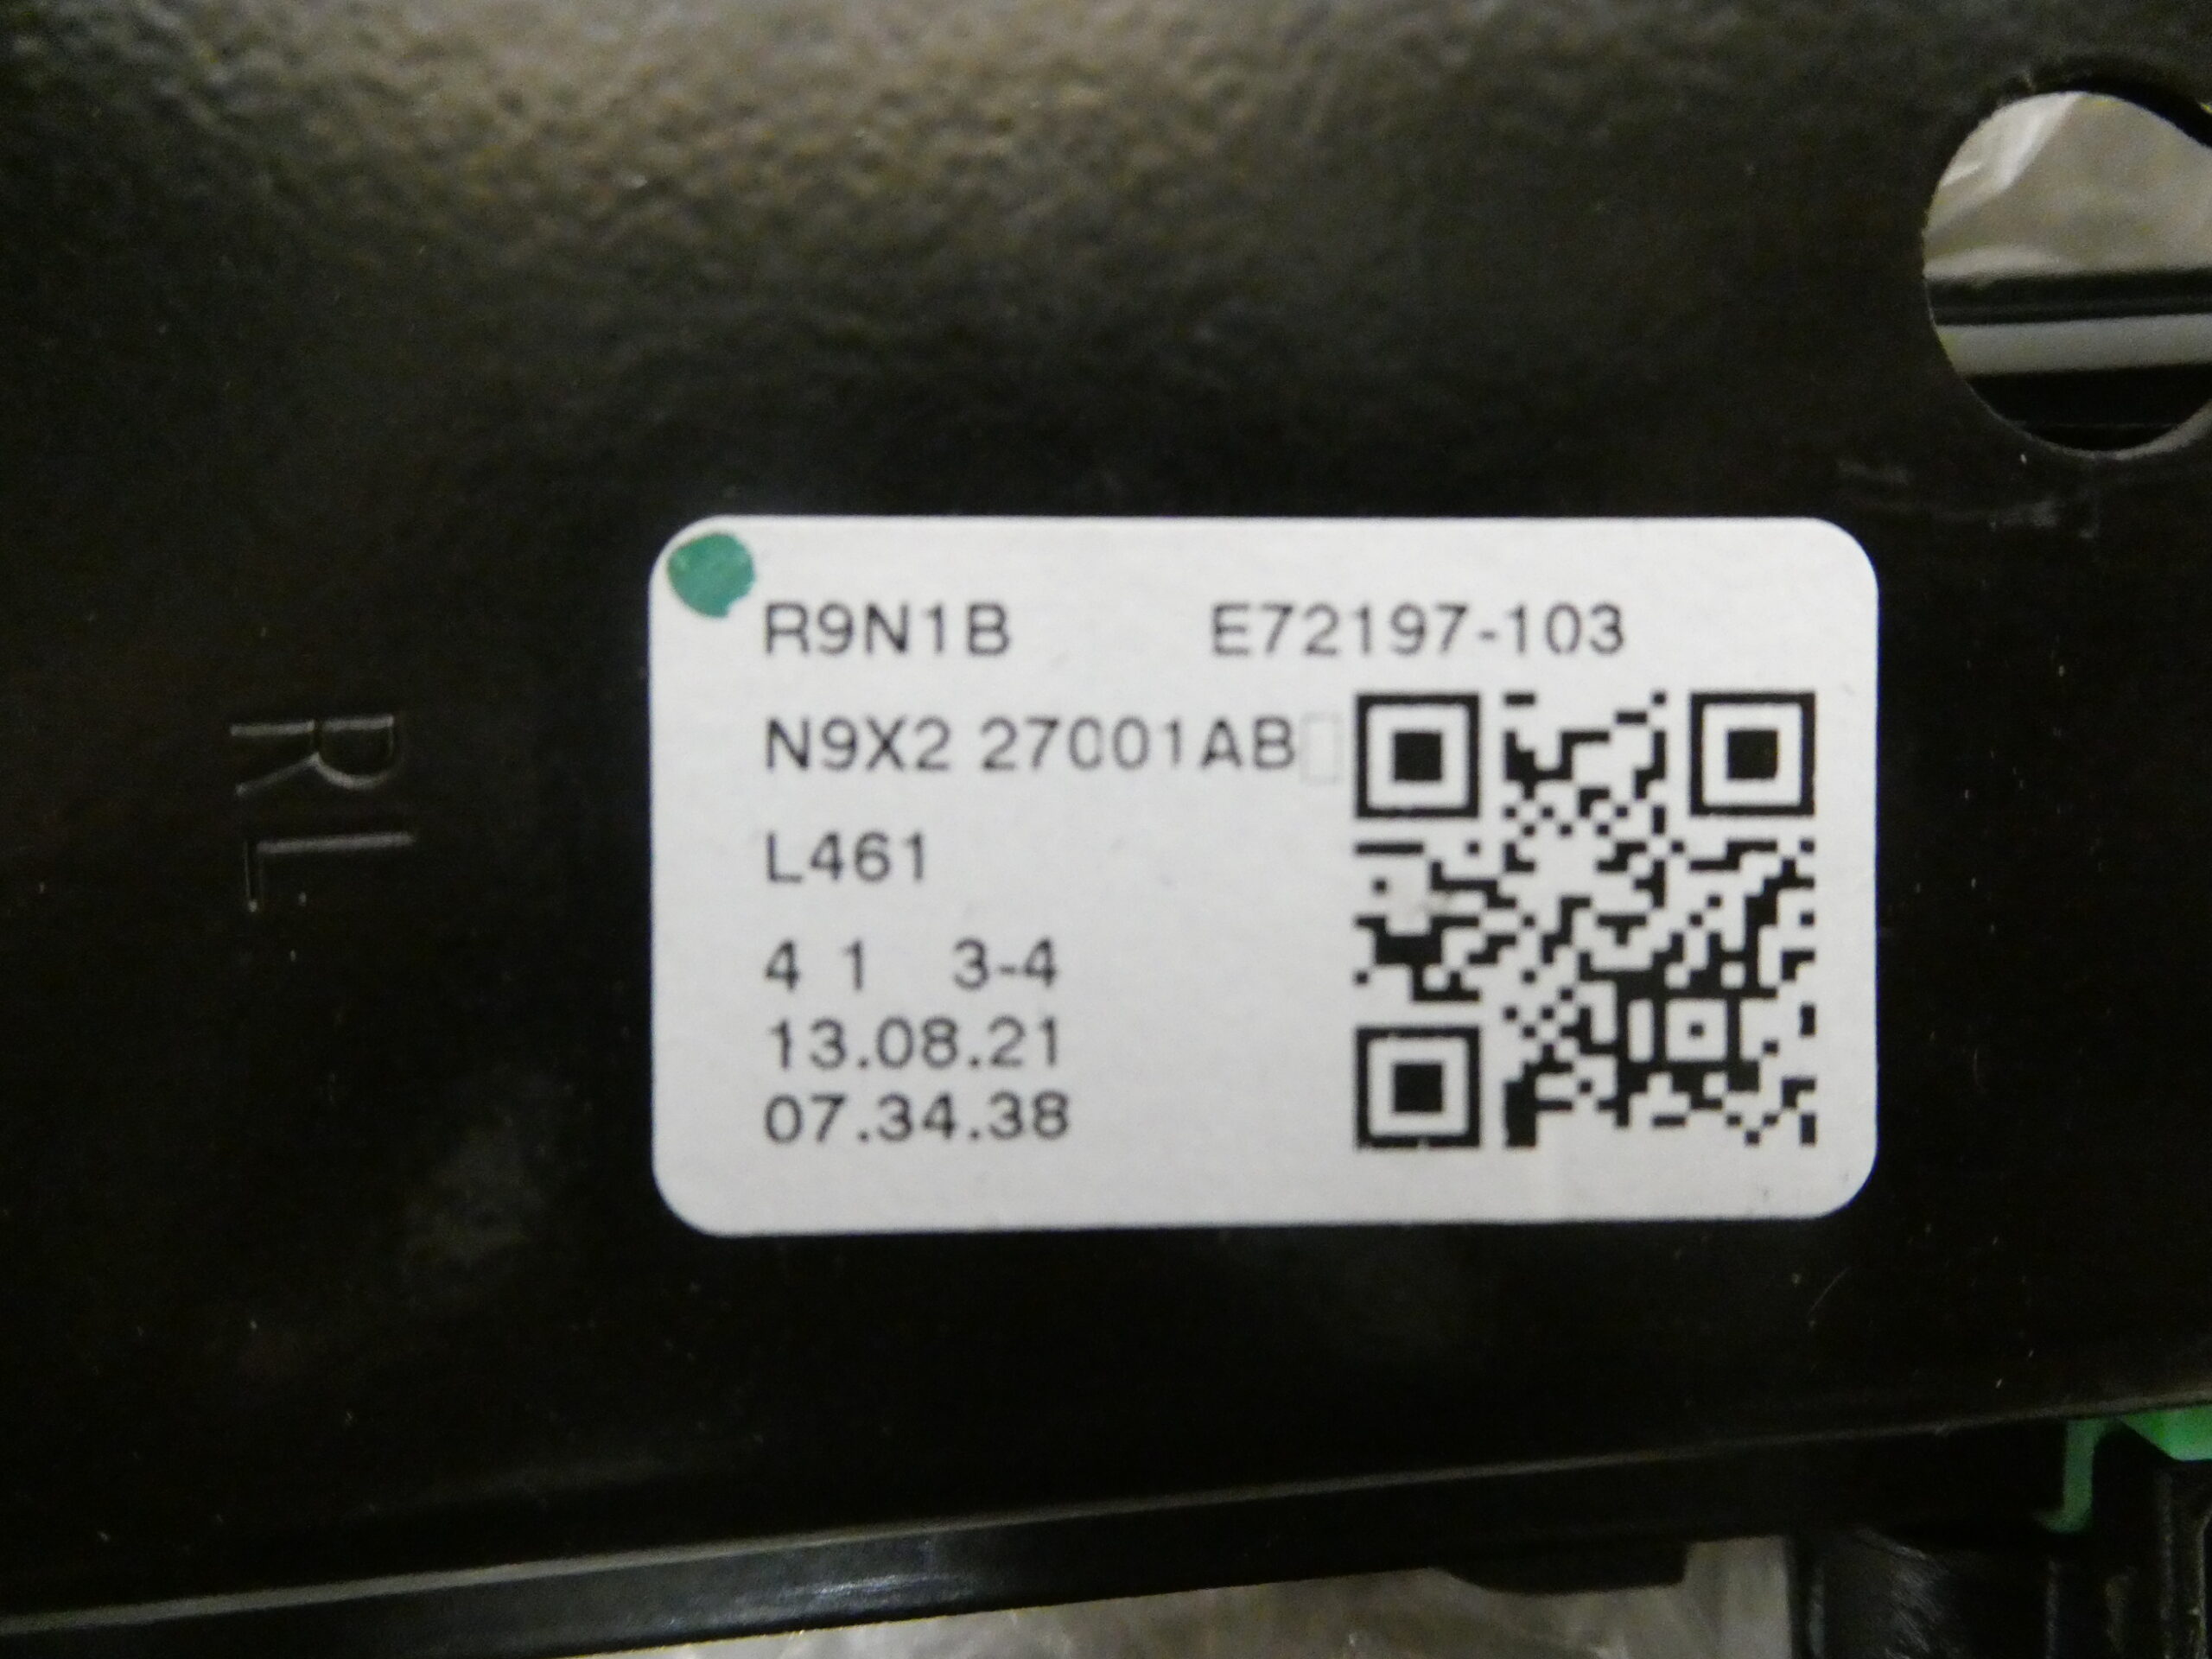 R9N1B E72197-103
N9X2 27001AB
L461
4 1 3-4
13.08.21
07.34.38
RL